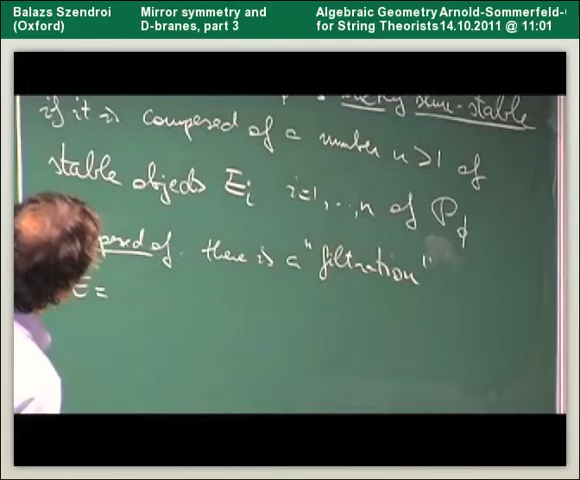 Balazs Szendroi (Oxford)
Mirror symmetry and D-branes, part 3
Algebraic Geometry for String Theorists
Arnold-Sommerfeld-
14.10.2011 @ 11:01
semi-stable
if it is composed of a number n>1 of
stable objects Eᵢ i=1,...,n of P_ϕ
posed of. there is a "filtration"
E =